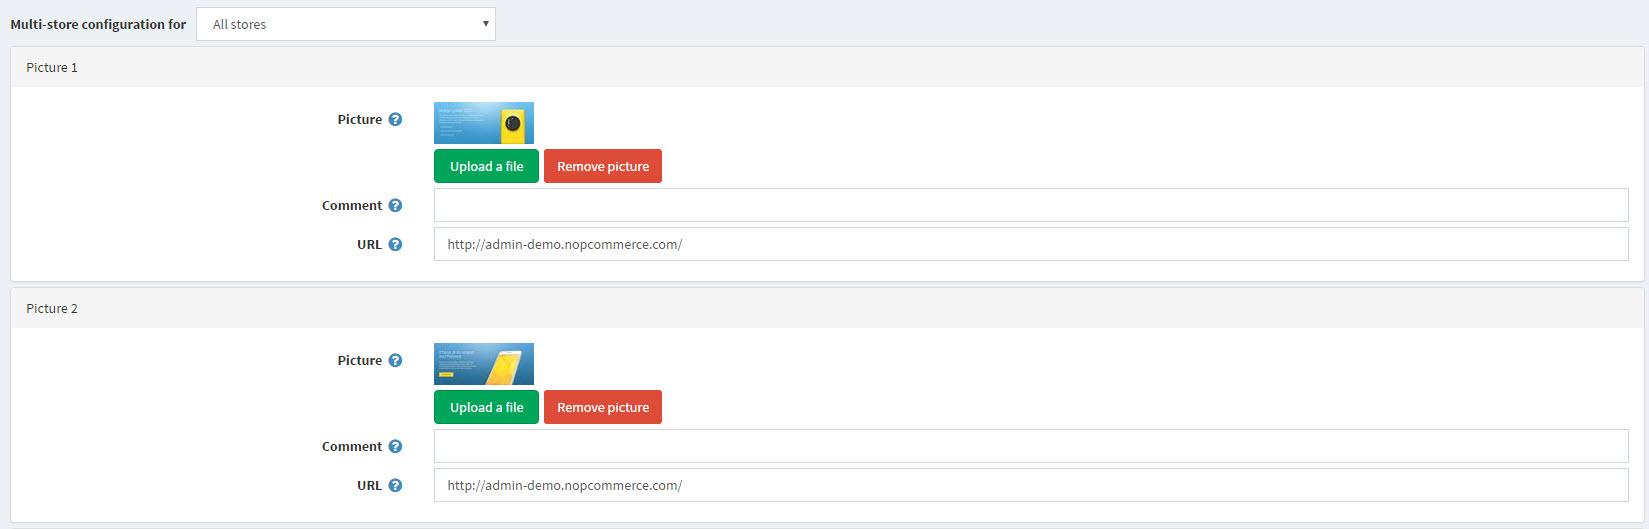 Multi-store configuration for All stores
Picture 1
Picture
Upload a file Remove picture
Comment
URL http://admin-demo.nopcommerce.com/
Picture 2
Picture
Upload a file Remove picture
Comment
URL http://admin-demo.nopcommerce.com/